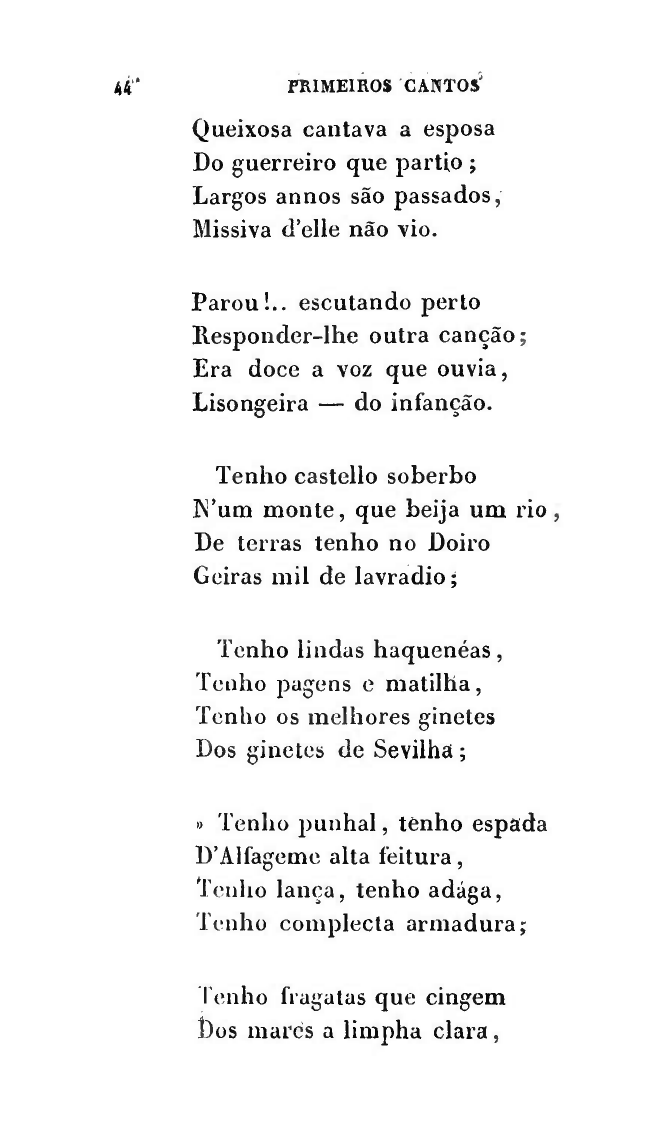 44 PRIMEIROS CANTOS
Queixosa cantava a esposa
Do guerreiro que partio ;
Largos annos são passados,
Missiva d'elle não vio.
Parou !.. escutando perto
Responder-lhe outra canção ;
Era doce a voz que ouvia,
Lisongeira — do infanção.
Tenho castello soberbo
N'um monte, que beija um rio,
De terras tenho no Doiro
Geiras mil de lavradio ;
Tenho lindas haquenéas,
Tenho pagens e matilha,
Tenho os melhores ginetes
Dos ginetes de Sevilha ;
» Tenho punhal, tenho espada
D'Alfageme alta feitura,
Tenho lança, tenho adága,
Tenho complecta armadura ;
Tenho fragatas que cingem
Dos mares a limpha clara,